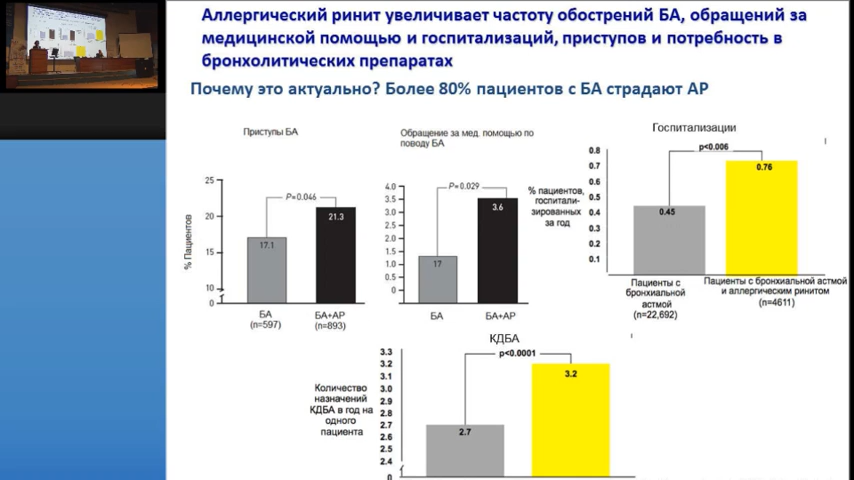 Аллергический ринит увеличивает частоту обострений БА, обращений за
медицинской помощью и госпитализаций, приступов и потребность в
бронхолитических препаратах
Почему это актуально? Более 80% пациентов с БА страдают АР
Приступы БА
% Пациентов
25
20
15
10
0
P=0.046
17.1
21.3
БА
(n=597)
БА+АР
(n=893)
Обращение за мед. помощью по
поводу БА
4.0
3.5
3.0
2.5
2.0
1.5
1.0
0.5
0
P=0.029
17
3.6
БА
БА+АР
Госпитализации
% пациентов,
госпитали-
зированных
за год
0.8
0.7
0.6
0.5
0.4
0.3
0.2
0.1
p<0.006
0.45
0.76
Пациенты с
бронхиальной
астмой
(n=22,692)
Пациенты с бронхиальной астмой
и аллергическим ринитом
(n=4611)
КДБА
Количество
назначений
КДБА в год на
одного
пациента
3.3
3.2
3.1
3.0
2.9
2.8
2.7
2.6
2.5
2.4
0
p<0.0001
2.7
3.2